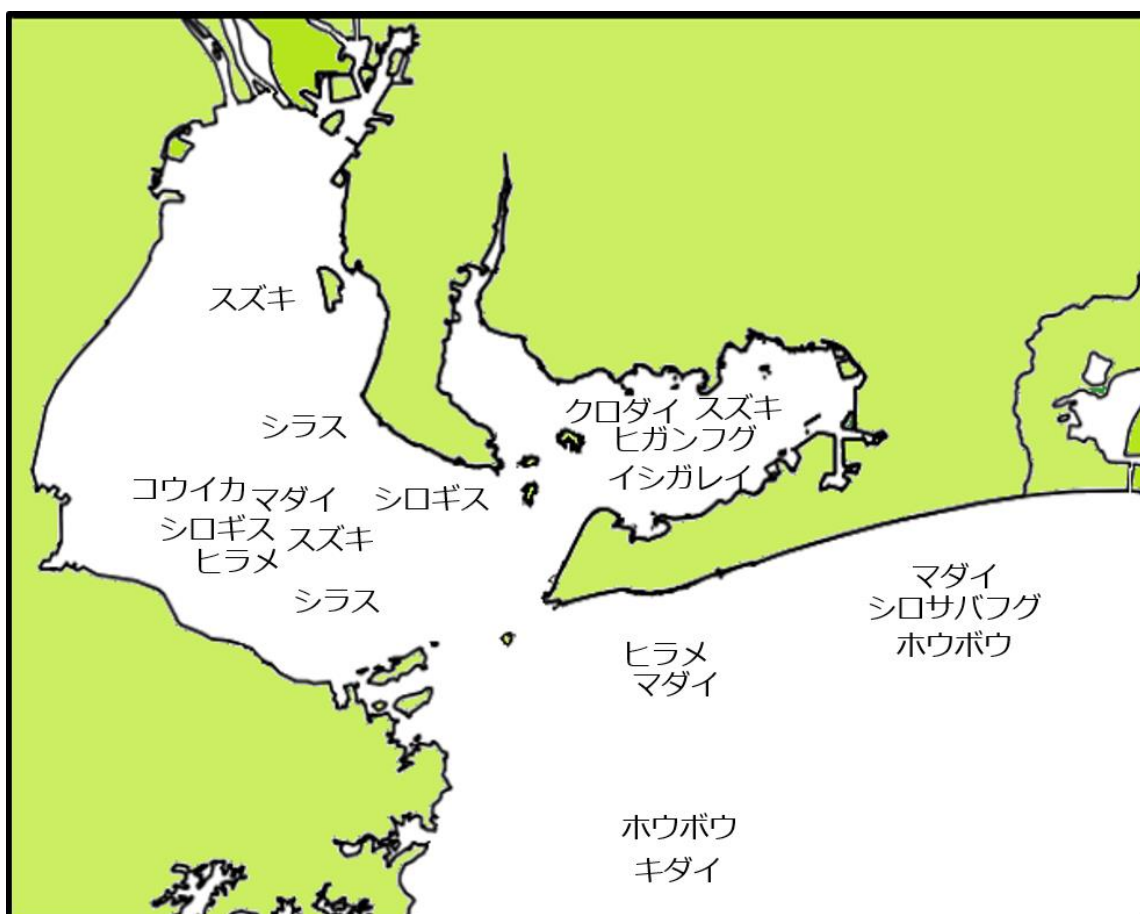 スズキ
クロダイ スズキ
シラス
ヒガンフグ
イシガレイ
コウイカ マダイ シロギス
シロギス スズキ
ヒラメ
シラス
マダイ
シロサバフグ
ホウボウ
ヒラメ
マダイ
ホウボウ
キダイ